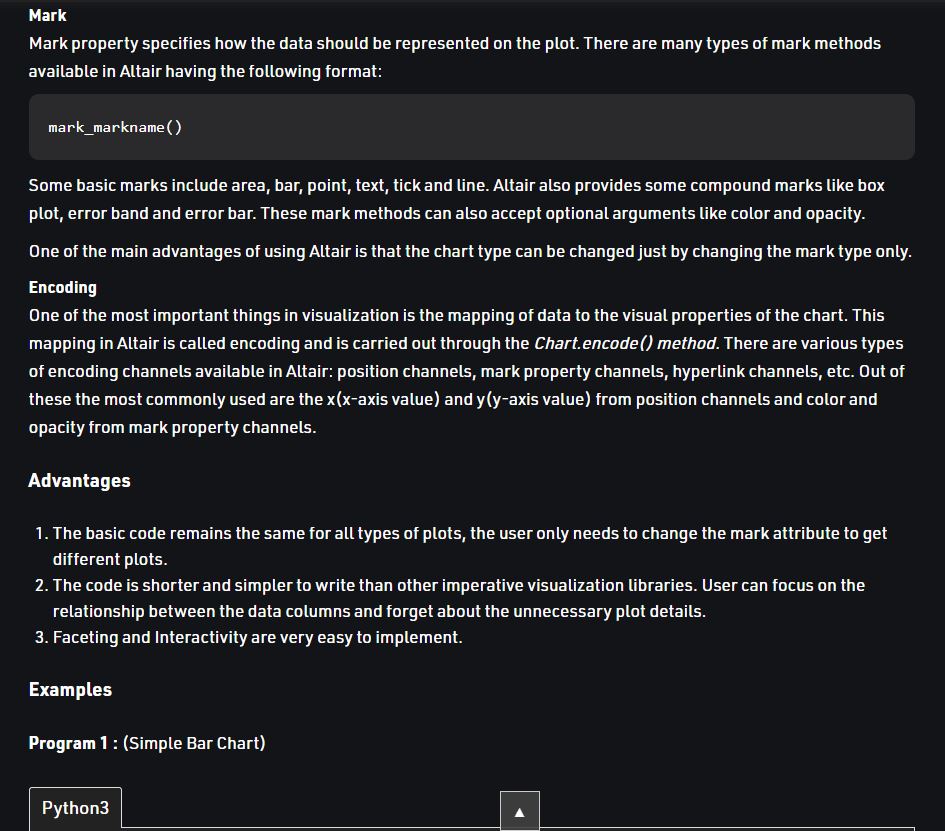 Mark
Mark property specifies how the data should be represented on the plot. There are many types of mark methods
available in Altair having the following format:
mark_markname()
Some basic marks include area, bar, point, text, tick and line. Altair also provides some compound marks like box
plot, error band and error bar. These mark methods can also accept optional arguments like color and opacity.
One of the main advantages of using Altair is that the chart type can be changed just by changing the mark type only.
Encoding
One of the most important things in visualization is the mapping of data to the visual properties of the chart. This
mapping in Altair is called encoding and is carried out through the Chart.encode() method. There are various types
of encoding channels available in Altair: position channels, mark property channels, hyperlink channels, etc. Out of
these the most commonly used are the x(x-axis value) and y(y-axis value) from position channels and color and
opacity from mark property channels.
Advantages
1. The basic code remains the same for all types of plots, the user only needs to change the mark attribute to get
different plots.
2. The code is shorter and simpler to write than other imperative visualization libraries. User can focus on the
relationship between the data columns and forget about the unnecessary plot details.
3. Faceting and Interactivity are very easy to implement.
Examples
Program 1 : (Simple Bar Chart)
Python3